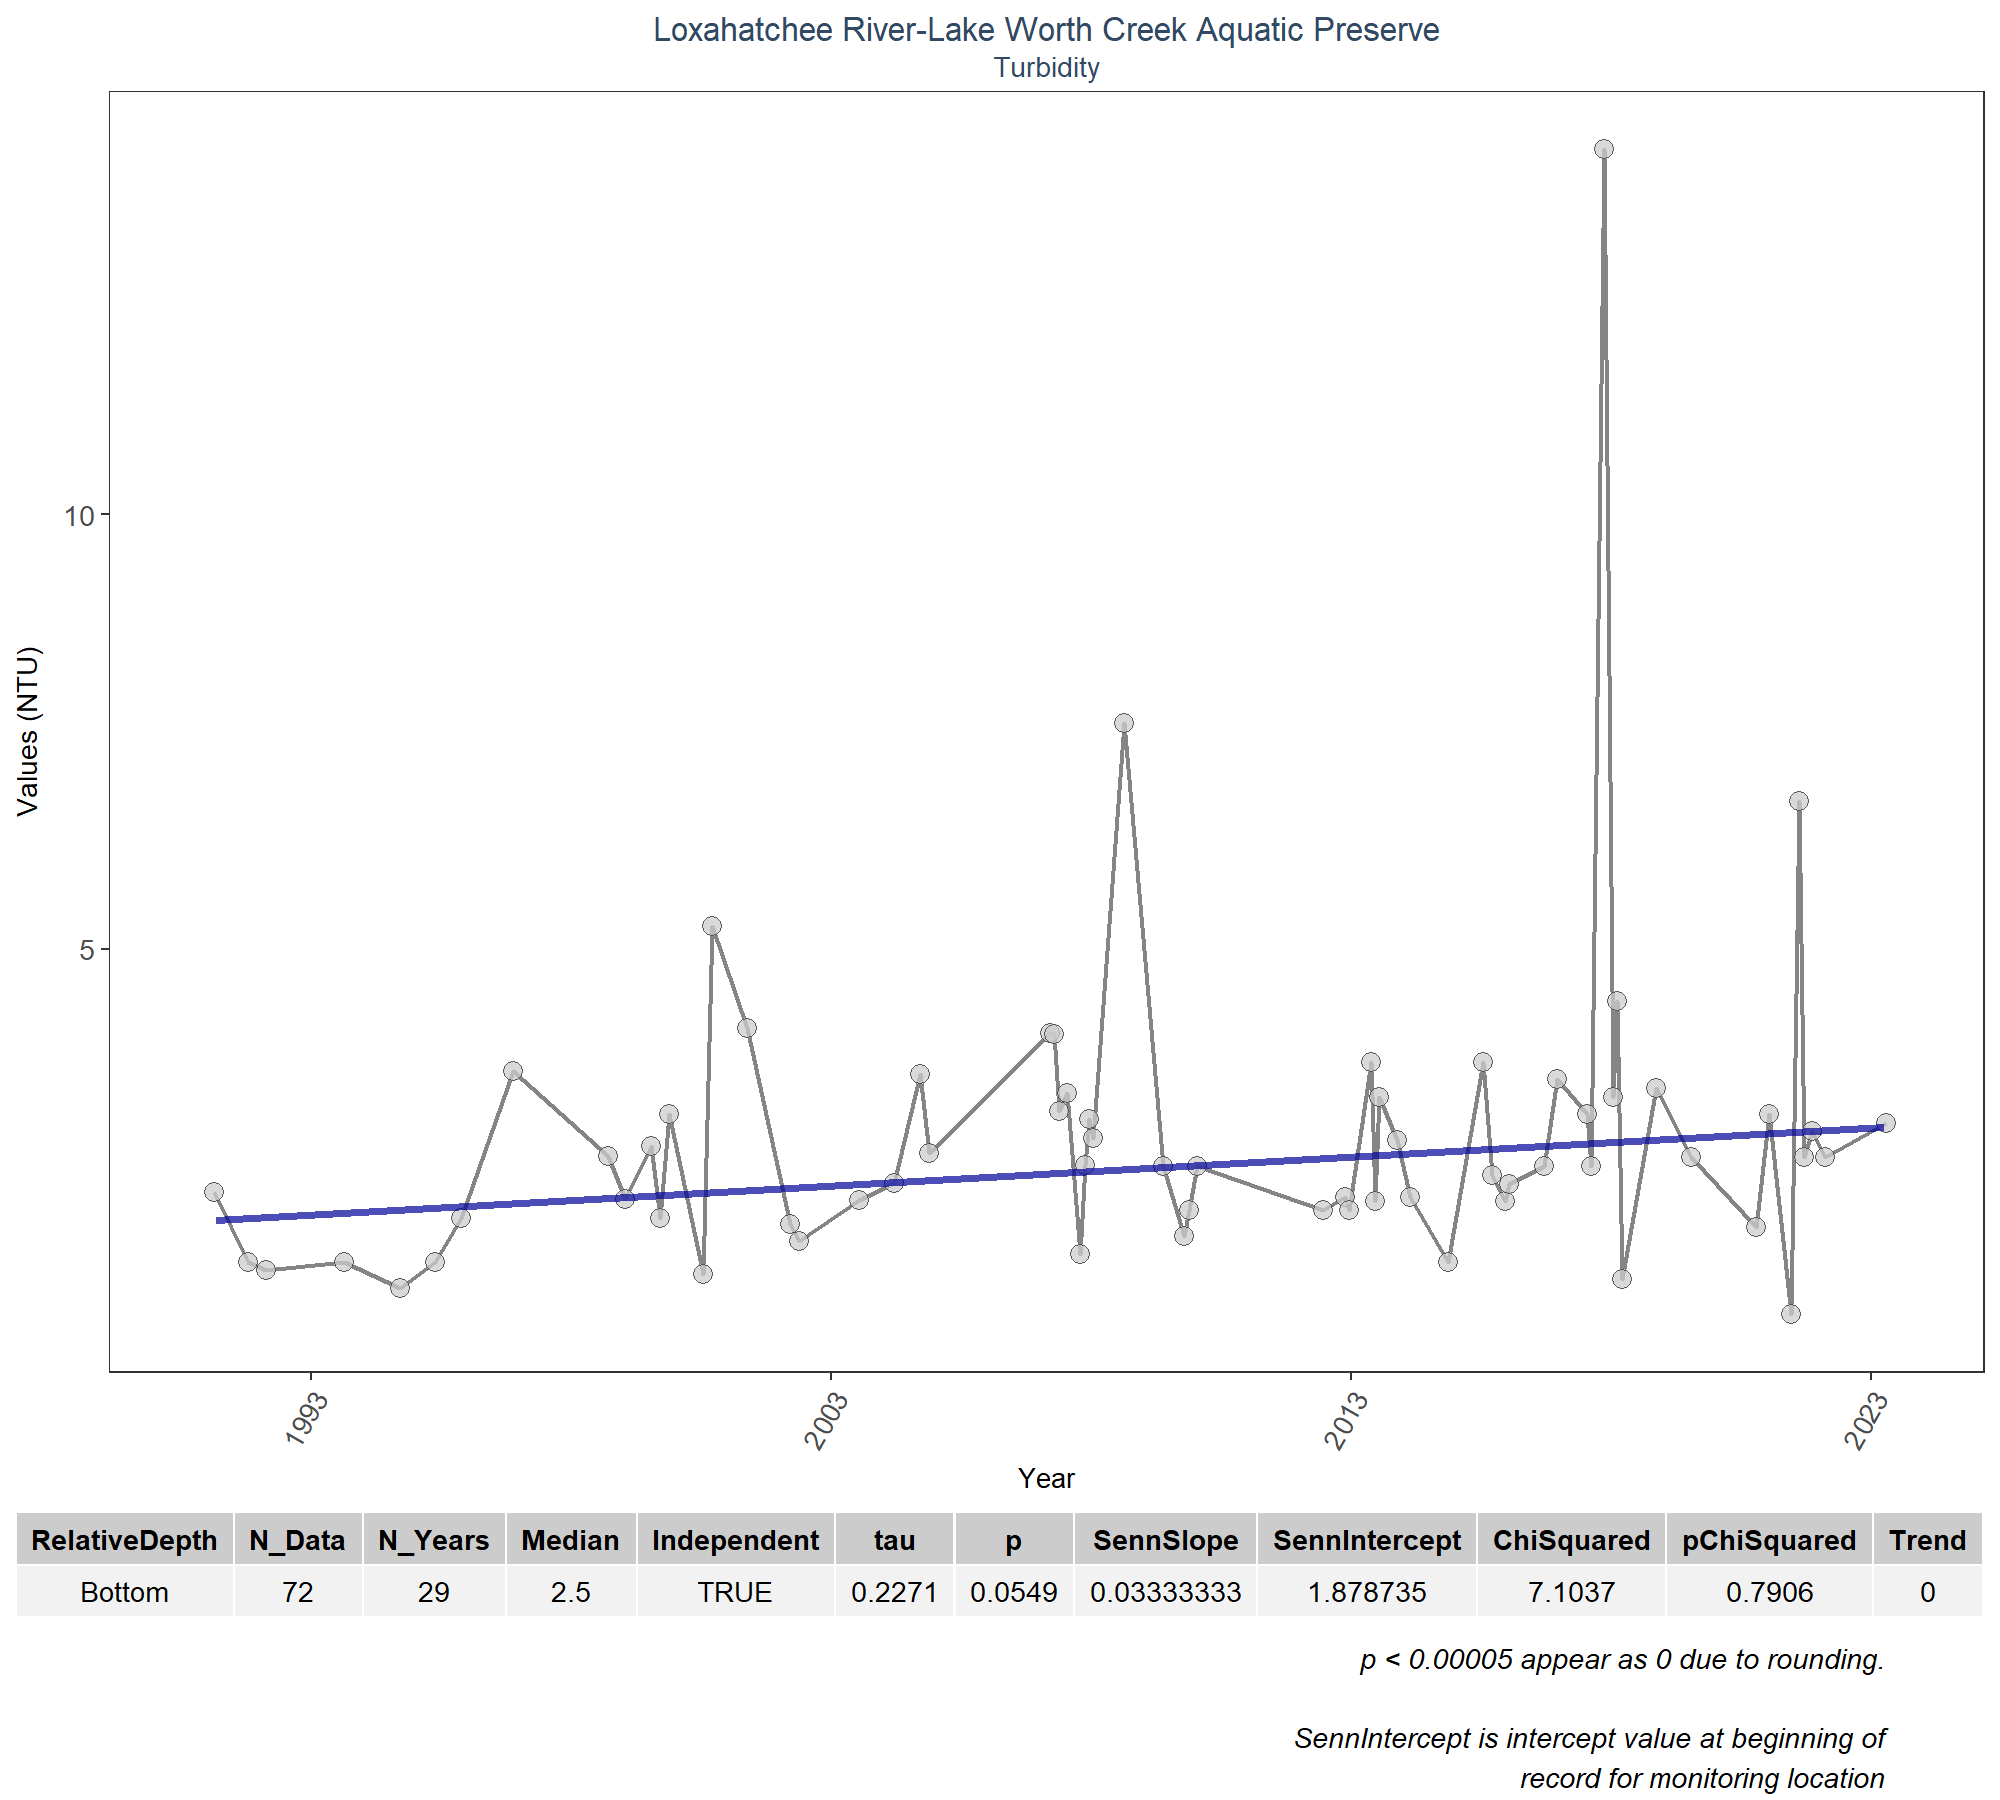 Loxahatchee River-Lake Worth Creek Aquatic Preserve
Turbidity
Values (NTU)
10
5
1993
2003
2013
2023
Year
RelativeDepth N_Data N_Years Median Independent tau p SennSlope SennIntercept ChiSquared pChiSquared Trend
Bottom 72 29 2.5 TRUE 0.2271 0.0549 0.03333333 1.878735 7.1037 0.7906 0
p < 0.00005 appear as 0 due to rounding.
SennIntercept is intercept value at beginning of
record for monitoring location